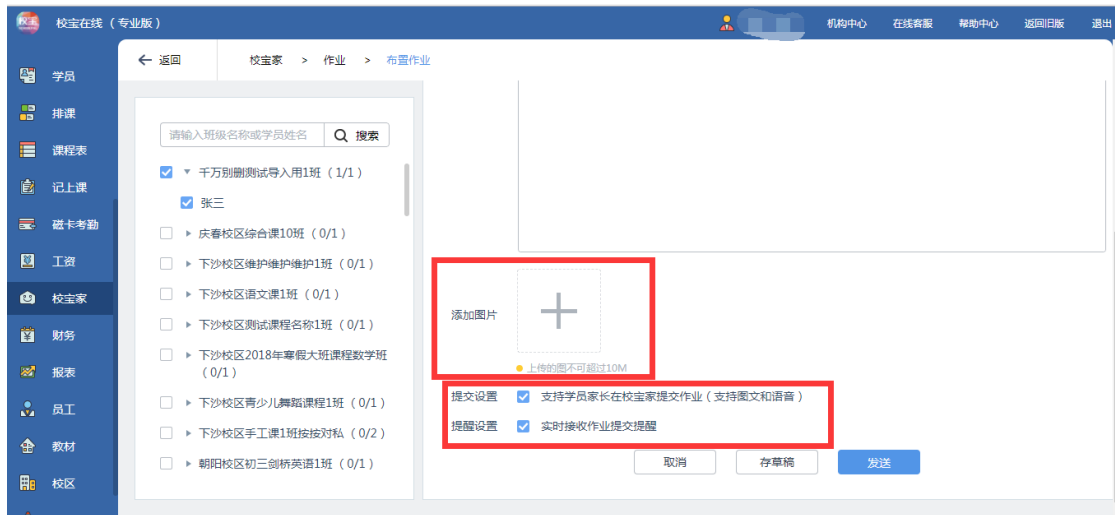 校宝 校宝在线（专业版） 机构中心 在线客服 帮助中心 返回旧版 退出
← 返回 校宝家 > 作业 > 布置作业
学员
排课
课程表
记上课
磁卡考勤
工资
校宝家
财务
报表
员工
教材
校区
请输入班级名称或学员姓名 搜索
千万别删测试导入用1班（1/1）
张三
庆春校区综合课10班（0/1）
下沙校区维护维护维护1班（0/1）
下沙校区语文课1班（0/1）
下沙校区测试课程名称1班（0/1）
下沙校区2018年寒假大班课程数学班
（0/1）
下沙校区青少儿舞蹈课程1班（0/1）
下沙校区手工课1班按按对私（0/2）
朝阳校区初三剑桥英语1班（0/1）
添加图片
上传的图不可超过10M
提交设置 支持学员家长在校宝家提交作业（支持图文和语音）
提醒设置 实时接收作业提交提醒
取消 存草稿 发送